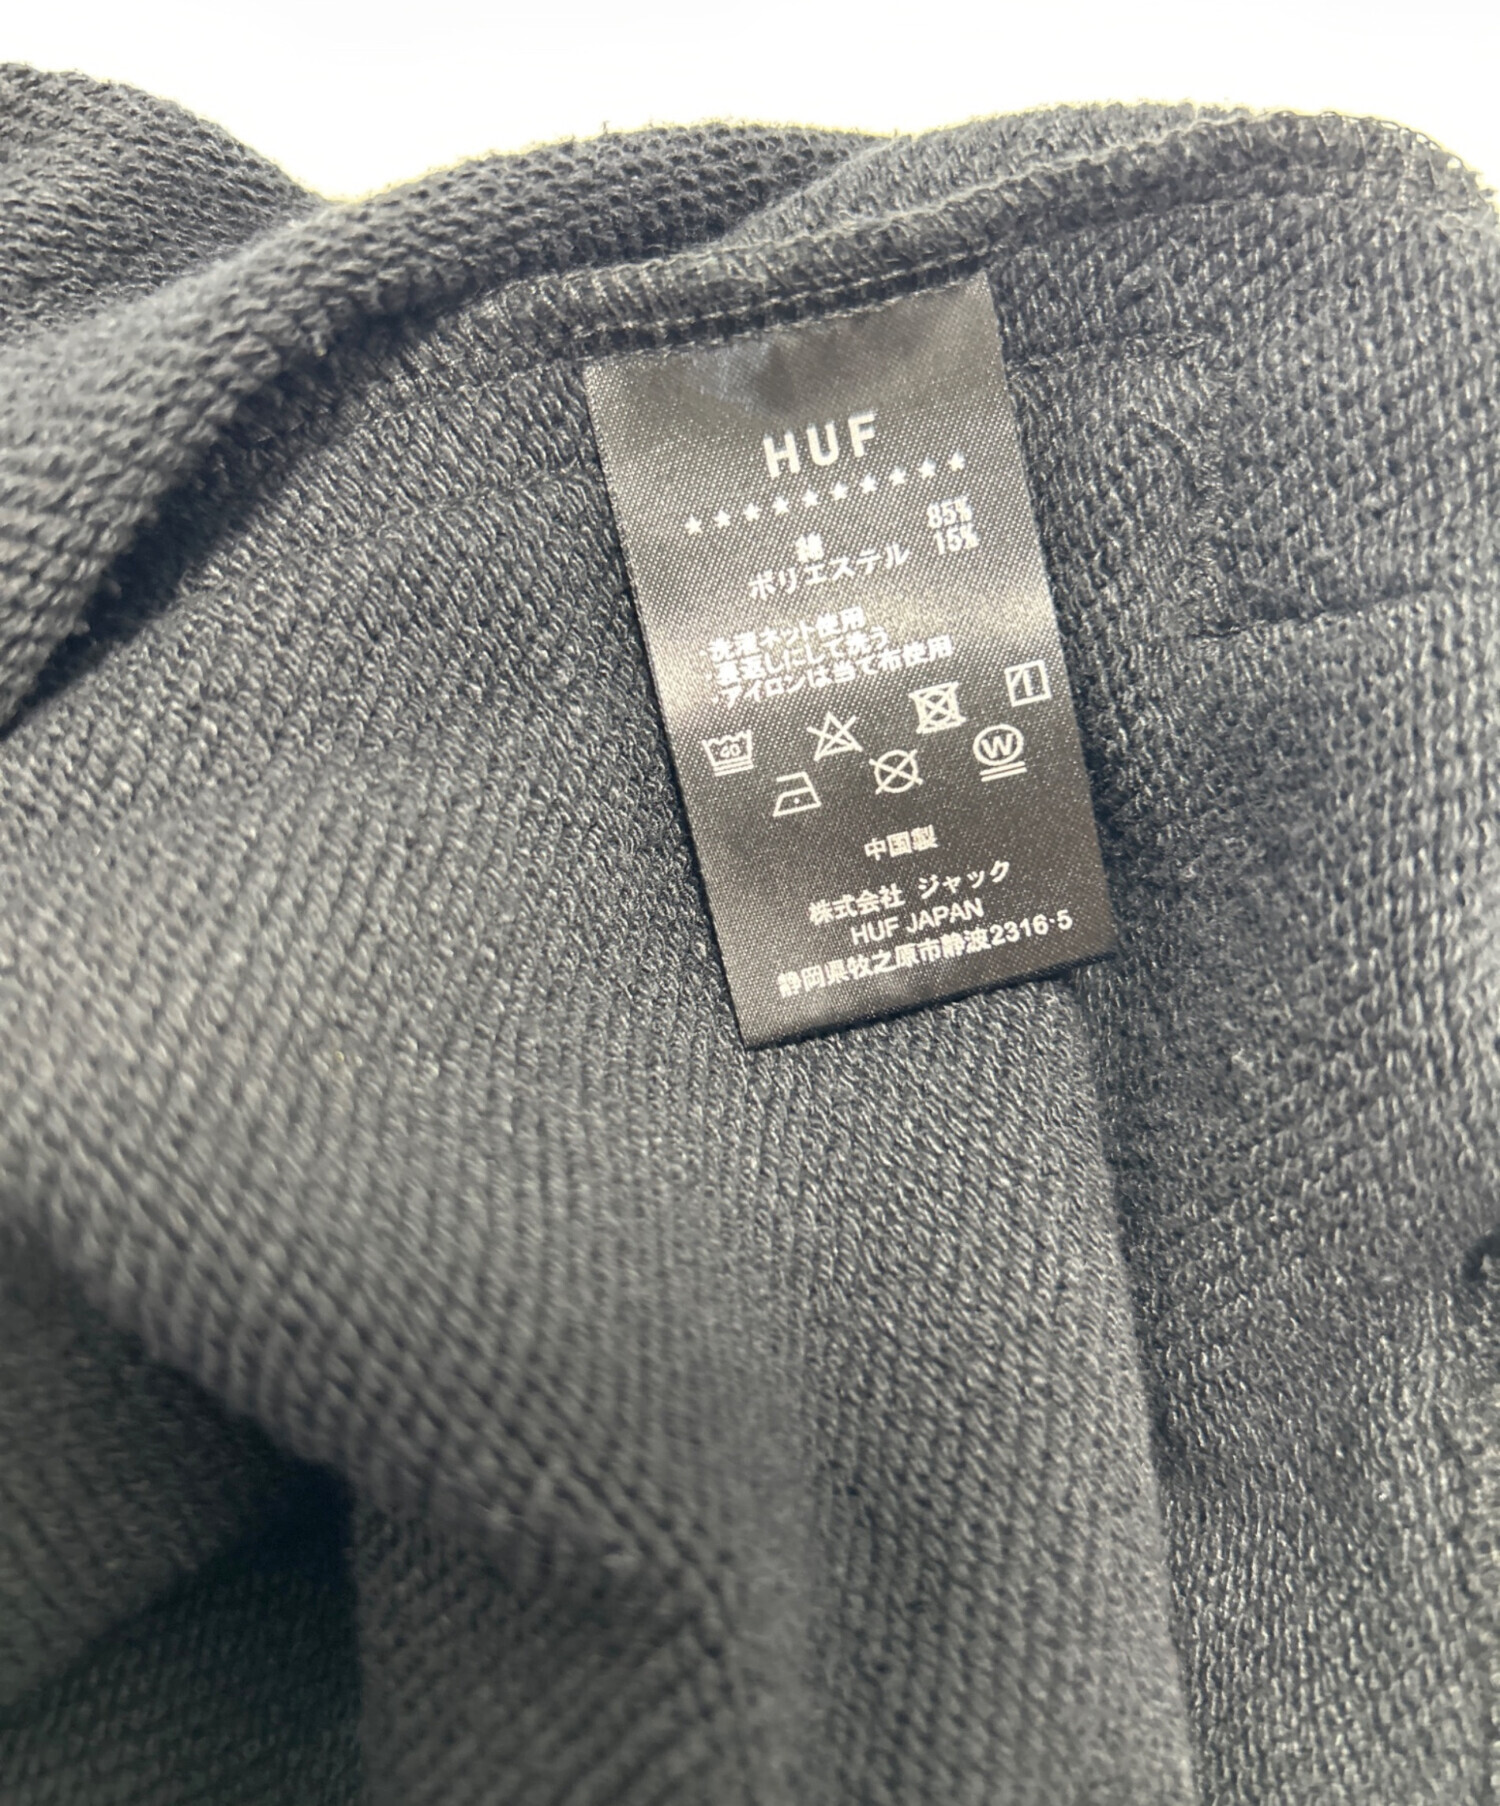 HUF
★★★★★★★★★★
綿 85%
ポリエステル 15%
洗濯ネット使用
裏返しにして洗う
アイロンは当て布使用
40
W
中国製
株式会社 ジャック
HUF JAPAN
静岡県牧之原市静波2316-5